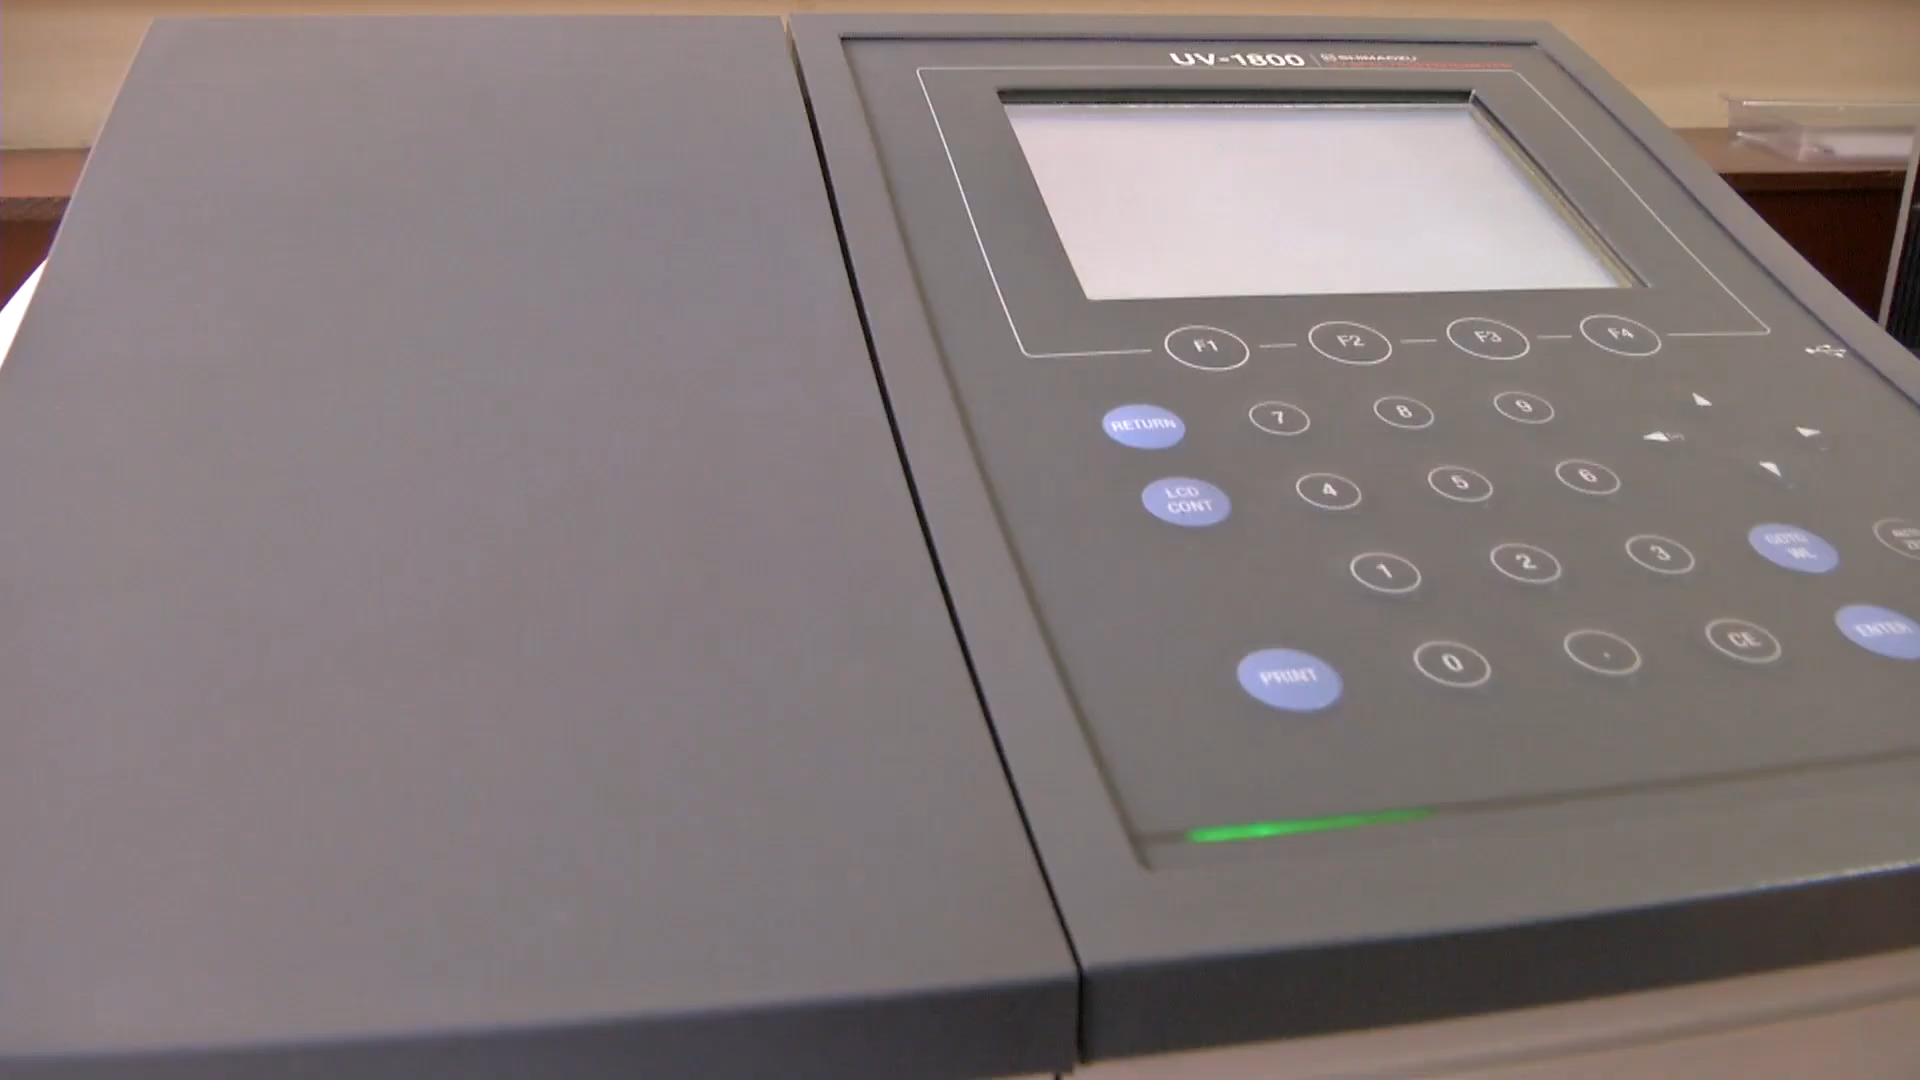 UV-1800 SHIMADZU
F1 F2 F3 F4
RETURN 7 8 9
LCD CONT 4 5 6
1 2 3 GOTO WL
PRINT 0 . CE ENTER